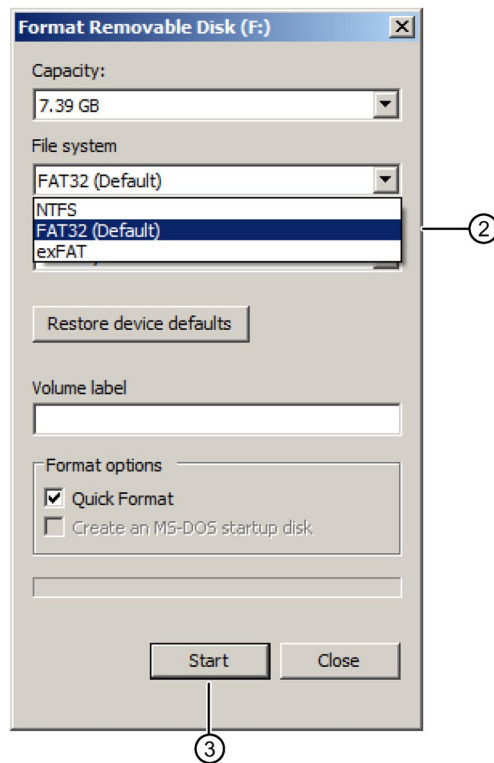 Format Removable Disk (F:)
Capacity:
7.39 GB
File system
FAT32 (Default)
NTFS
FAT32 (Default)
exFAT
2
Restore device defaults
Volume label
Format options
Quick Format
Create an MS-DOS startup disk
Start
Close
3